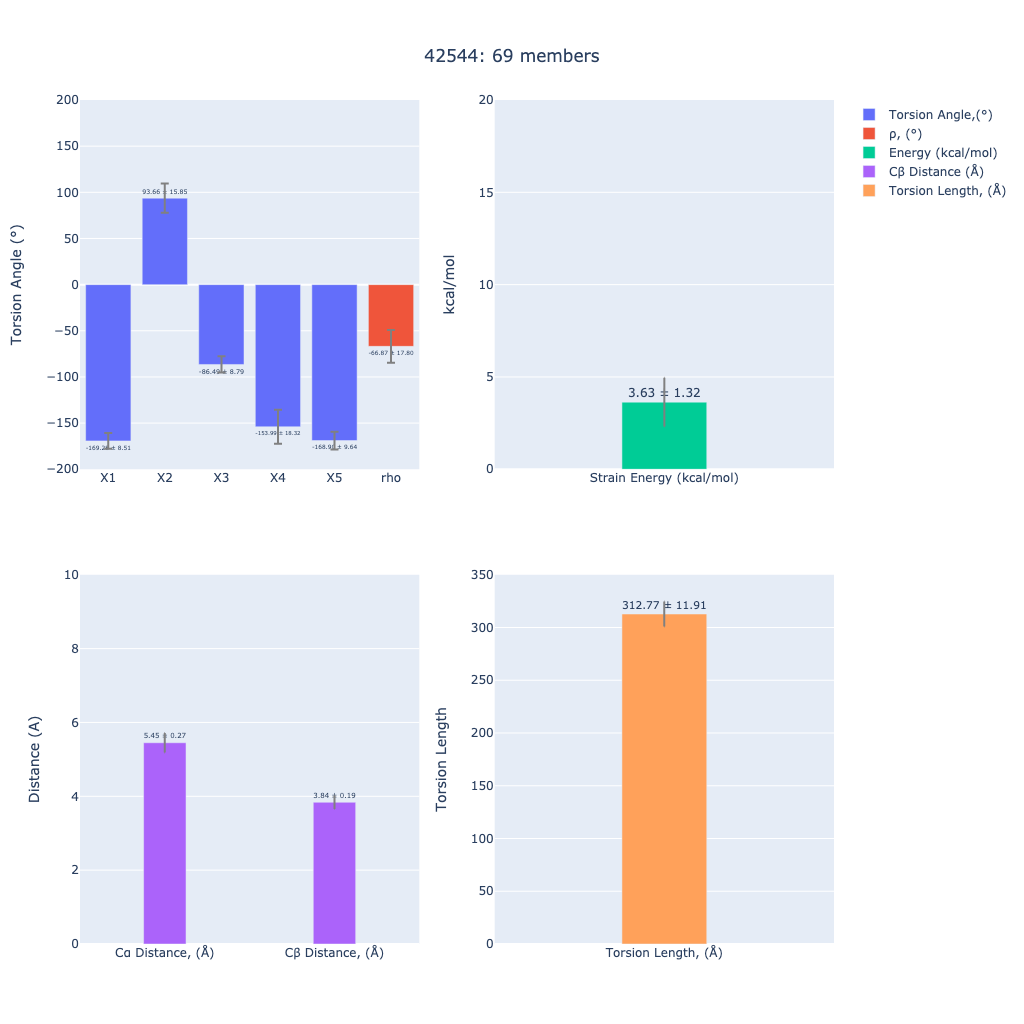 42544: 69 members
200
150
100
50
0
−50
−100
−150
−200
Torsion Angle (°)
93.66 ± 15.85
-86.49 ± 8.79
-153.99 ± 18.32
-66.87 ± 17.80
X1 X2 X3 X4 X5 rho
20
15
10
5
0
kcal/mol
3.63 ± 1.32
Strain Energy (kcal/mol)
Torsion Angle,(°)
ρ, (°)
Energy (kcal/mol)
Cβ Distance (Å)
Torsion Length, (Å)
10
8
6
4
2
0
Distance (A)
5.45 ± 0.27
3.84 ± 0.19
Cα Distance, (Å) Cβ Distance, (Å)
350
300
250
200
150
100
50
0
Torsion Length
312.77 ± 11.91
Torsion Length, (Å)